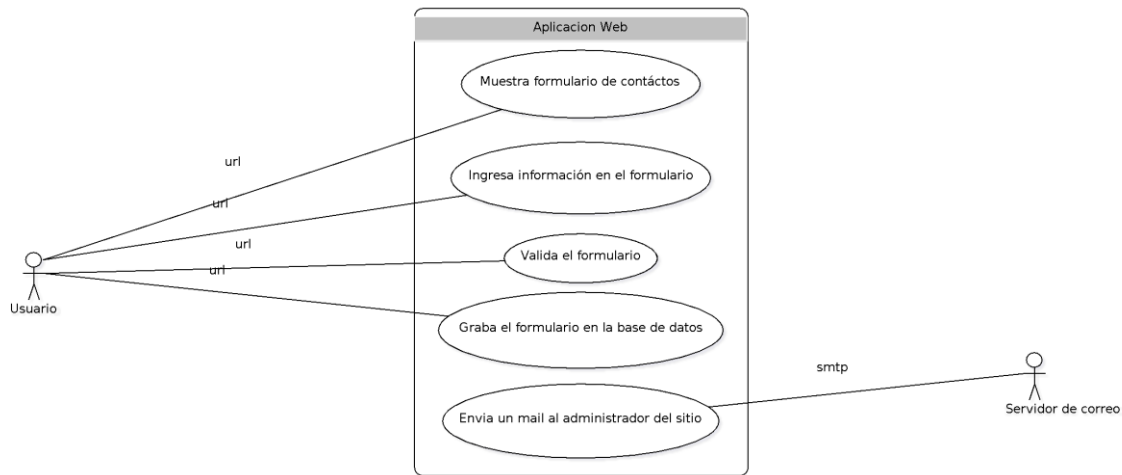 Aplicacion Web
Muestra formulario de contáctos
url
Ingresa información en el formulario
url
url
Valida el formulario
url
Usuario
Graba el formulario en la base de datos
smtp
Envia un mail al administrador del sitio
Servidor de correo